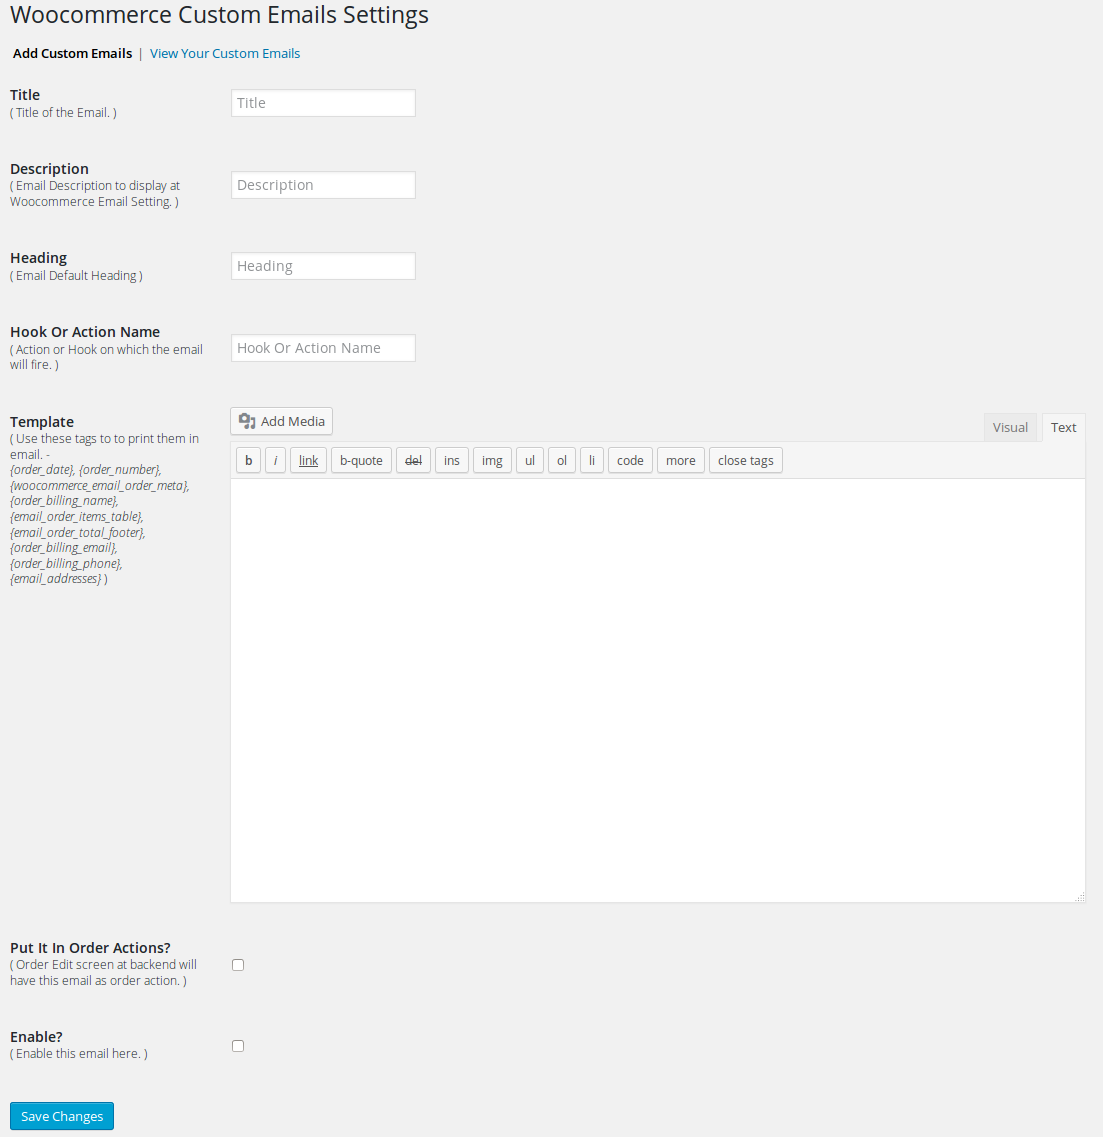 Woocommerce Custom Emails Settings
Add Custom Emails | View Your Custom Emails
Title
( Title of the Email. )
Title
Description
( Email Description to display at
Woocommerce Email Setting. )
Description
Heading
( Email Default Heading )
Heading
Hook Or Action Name
( Action or Hook on which the email
will fire. )
Hook Or Action Name
Template
( Use these tags to to print them in
email. -
{order_date}, {order_number},
{woocommerce_email_order_meta},
{order_billing_name},
{email_order_items_table},
{email_order_total_footer},
{order_billing_email},
{order_billing_phone},
{email_addresses} )
Add Media
Visual Text
b i link b-quote del ins img ul ol li code more close tags
Put It In Order Actions?
( Order Edit screen at backend will
have this email as order action. )
Enable?
( Enable this email here. )
Save Changes